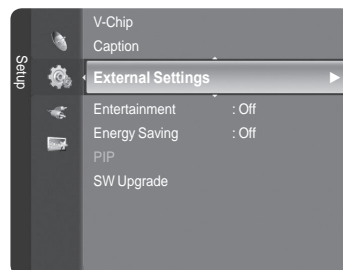 Setup
V-Chip
Caption
External Settings
Entertainment : Off
Energy Saving : Off
PIP
SW Upgrade